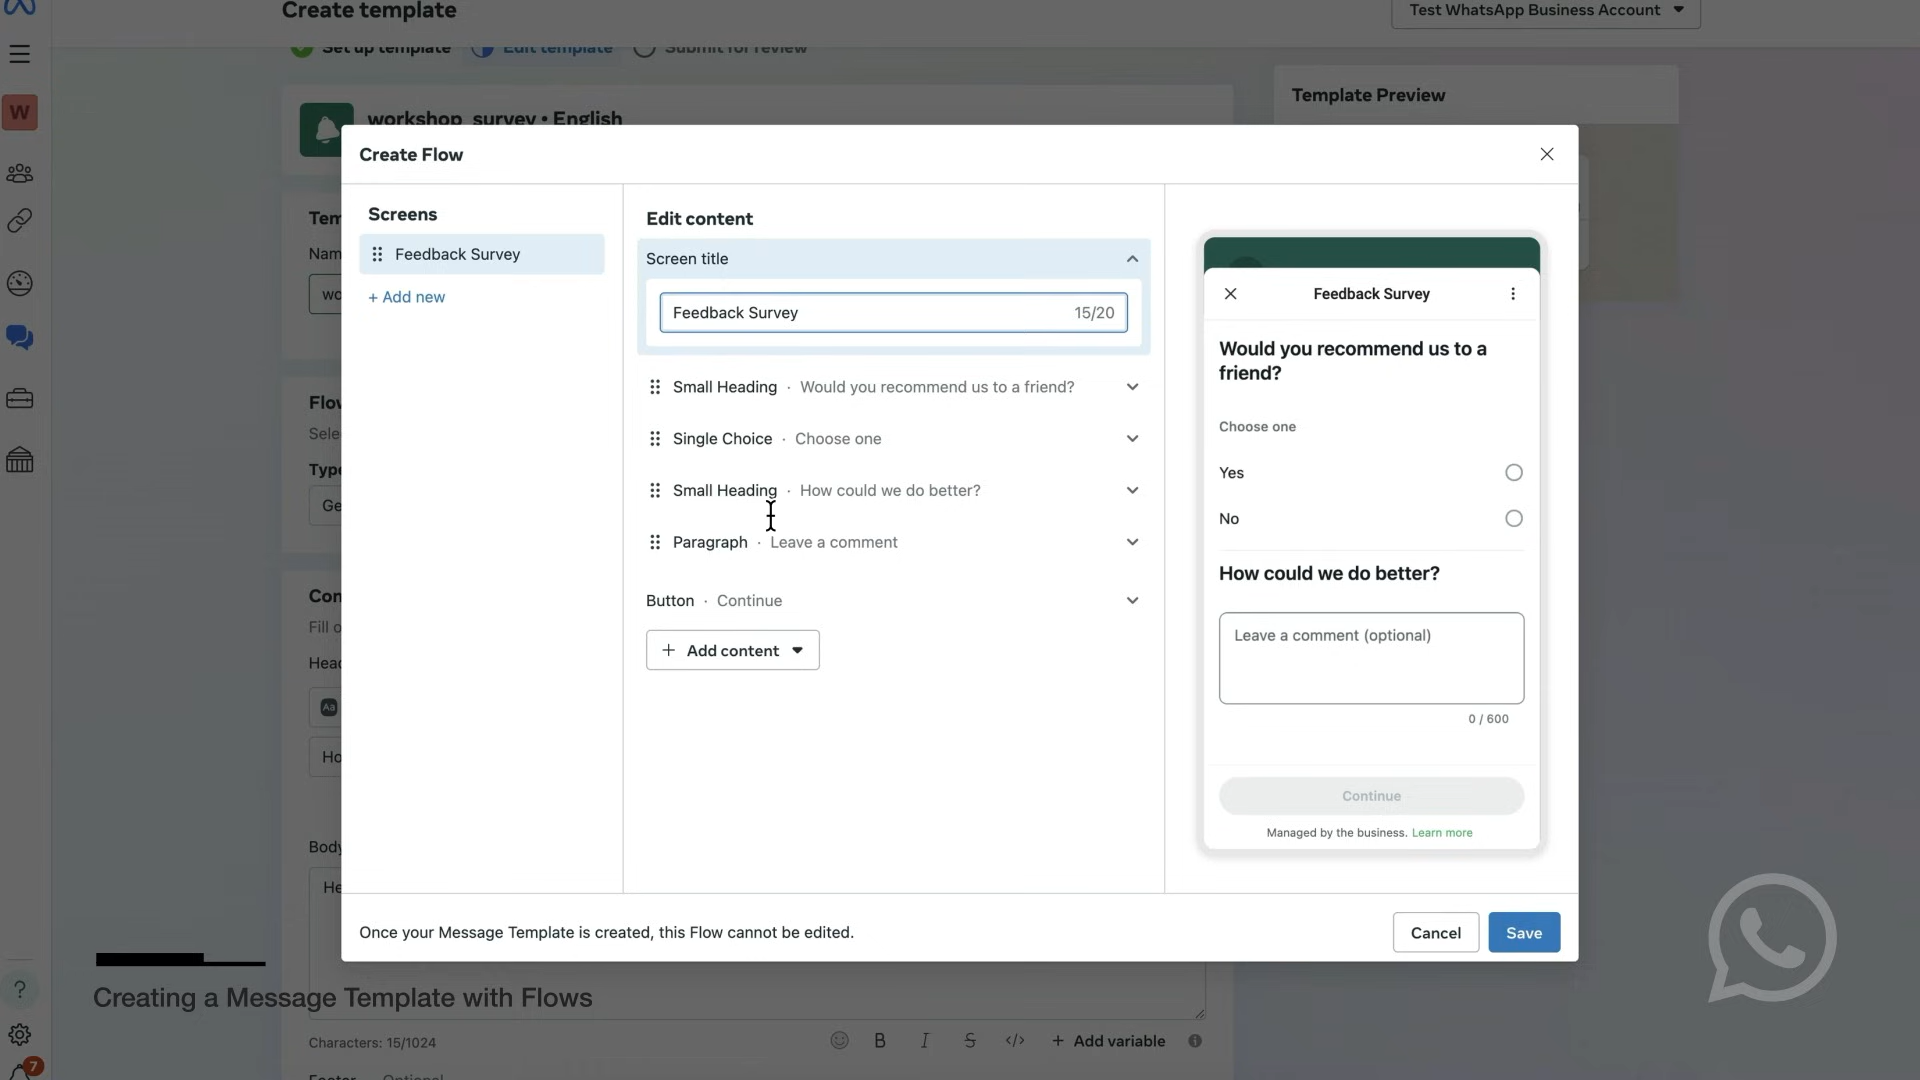 Create template
Test WhatsApp Business Account
Set up template
Edit template
Submit for review
W
workshop_survey • English
Template Preview
Create Flow
Screens
Feedback Survey
+ Add new
Edit content
Screen title
Feedback Survey
15/20
Small Heading · Would you recommend us to a friend?
Single Choice · Choose one
Small Heading · How could we do better?
Paragraph · Leave a comment
Button · Continue
+ Add content
Feedback Survey
Would you recommend us to a
friend?
Choose one
Yes
No
How could we do better?
Leave a comment (optional)
0 / 600
Continue
Managed by the business. Learn more
Once your Message Template is created, this Flow cannot be edited.
Cancel
Save
Aa
Body
Creating a Message Template with Flows
Characters: 15/1024
B
I
S
</>
+ Add variable
?
7